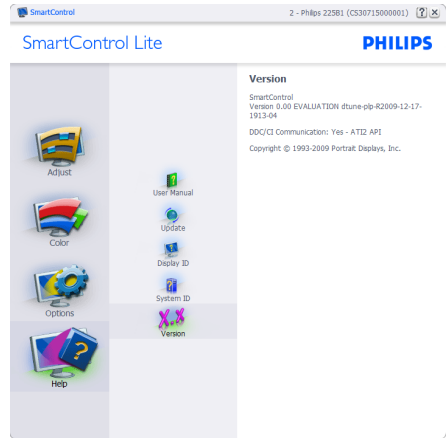 SmartControl
2 - Philips 225B1 (CS30715000001)
SmartControl Lite
PHILIPS
Adjust
Color
Options
Help
User Manual
Update
Display ID
System ID
X.X
Version
Version
SmartControl
Version 0.00 EVALUATION dtune-plp-R2009-12-17-
1913-04
DDC/CI Communication: Yes - ATI2 API
Copyright © 1993-2009 Portrait Displays, Inc.